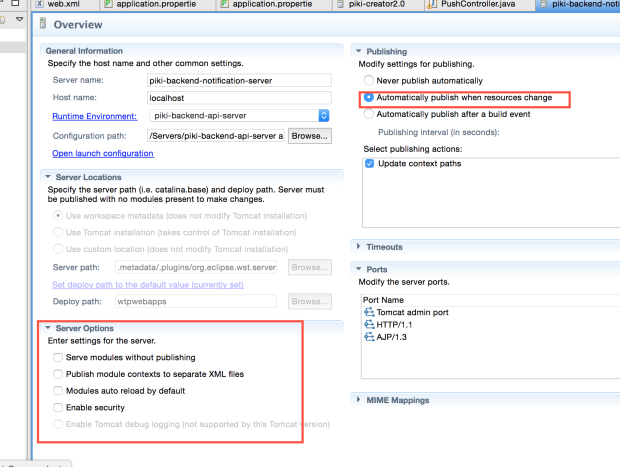 web.xml
application.propertie
application.propertie
piki-creator2.0
PushController.java
piki-backend-noti
Overview
General Information
Specify the host name and other common settings.
Server name: piki-backend-notification-server
Host name: localhost
Runtime Environment: piki-backend-api-server
Configuration path: /Servers/piki-backend-api-server a Browse...
Open launch configuration
Server Locations
Specify the server path (i.e. catalina.base) and deploy path. Server must
be published with no modules present to make changes.
Use workspace metadata (does not modify Tomcat installation)
Use Tomcat installation (takes control of Tomcat installation)
Use custom location (does not modify Tomcat installation)
Server path: .metadata/.plugins/org.eclipse.wst.server Browse...
Set deploy path to the default value (currently set)
Deploy path: wtpwebapps Browse...
Server Options
Enter settings for the server.
Serve modules without publishing
Publish module contexts to separate XML files
Modules auto reload by default
Enable security
Enable Tomcat debug logging (not supported by this Tomcat version)
Publishing
Modify settings for publishing.
Never publish automatically
Automatically publish when resources change
Automatically publish after a build event
Publishing interval (in seconds):
Select publishing actions:
Update context paths
Timeouts
Ports
Modify the server ports.
Port Name
Tomcat admin port
HTTP/1.1
AJP/1.3
MIME Mappings